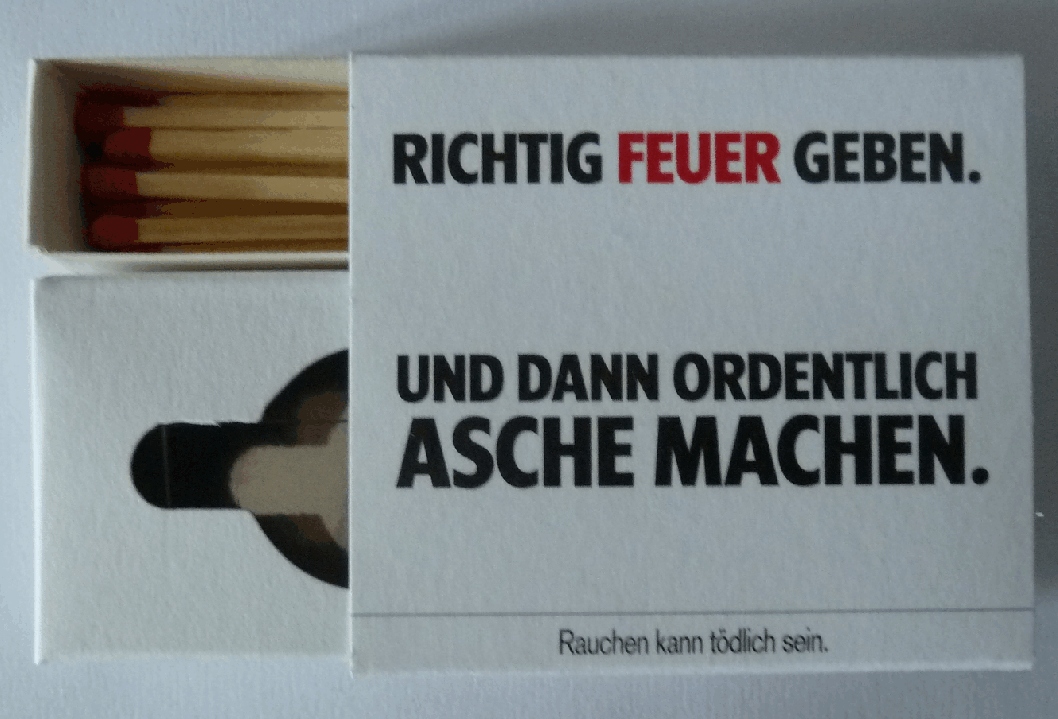 RICHTIG FEUER GEBEN.
UND DANN ORDENTLICH
ASCHE MACHEN.
Rauchen kann tödlich sein.